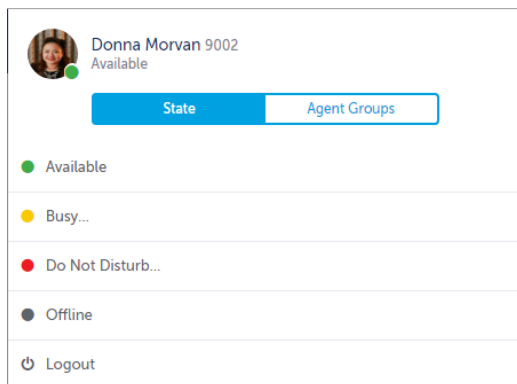 Donna Morvan 9002
Available
State
Agent Groups
Available
Busy...
Do Not Disturb...
Offline
Logout